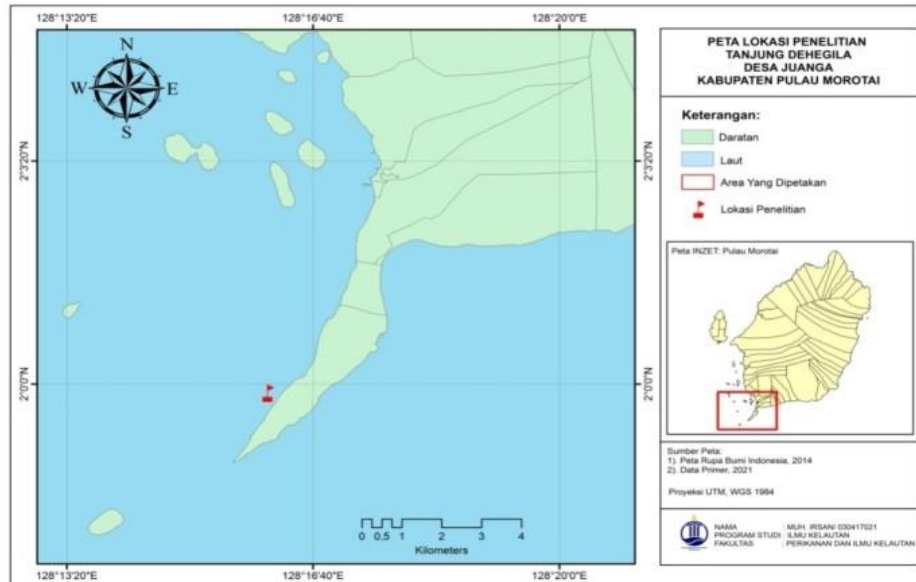 128°13'20"E 128°16'40"E 128°20'0"E
N
W E
S
2°3'20"N 2°3'20"N
2°0'0"N 2°0'0"N
0 0,5 1 2 3 4
Kilometers
128°13'20"E 128°16'40"E 128°20'0"E
PETA LOKASI PENELITIAN
TANJUNG DEHEGILA
DESA JUANGA
KABUPATEN PULAU MOROTAI
Keterangan:
Daratan
Laut
Area Yang Dipetakan
Lokasi Penelitian
Peta INZET: Pulau Morotai
Sumber Peta:
1). Peta Rupa Bumi Indonesia, 2014
2). Data Primer, 2021
Proyeksi UTM, WGS 1984
NAMA : MUH. IRSAN/ 030417021
PROGRAM STUDI : ILMU KELAUTAN
FAKULTAS : PERIKANAN DAN ILMU KELAUTAN